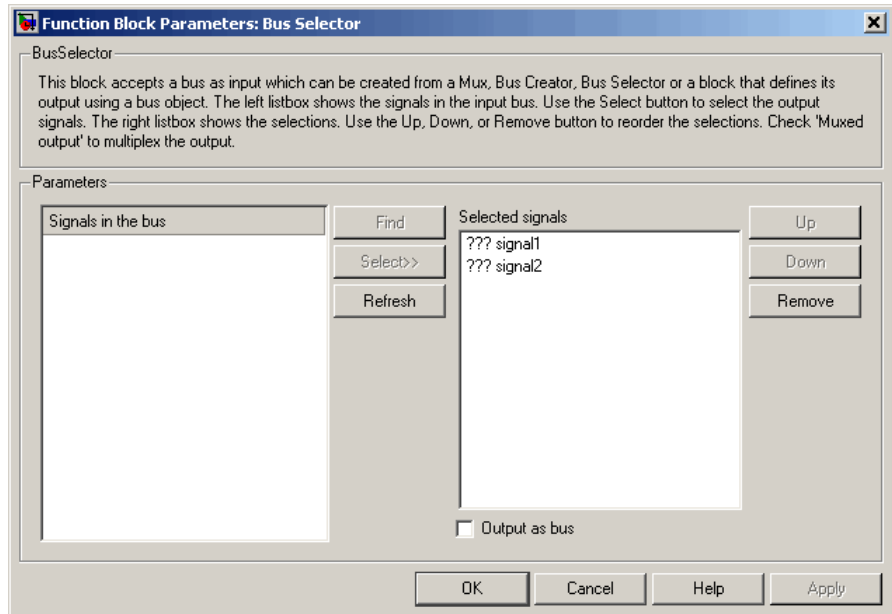 Function Block Parameters: Bus Selector
BusSelector
This block accepts a bus as input which can be created from a Mux, Bus Creator, Bus Selector or a block that defines its
output using a bus object. The left listbox shows the signals in the input bus. Use the Select button to select the output
signals. The right listbox shows the selections. Use the Up, Down, or Remove button to reorder the selections. Check 'Muxed
output' to multiplex the output.
Parameters
Signals in the bus
Find
Select>>
Refresh
Selected signals
??? signal1
??? signal2
Up
Down
Remove
Output as bus
OK
Cancel
Help
Apply